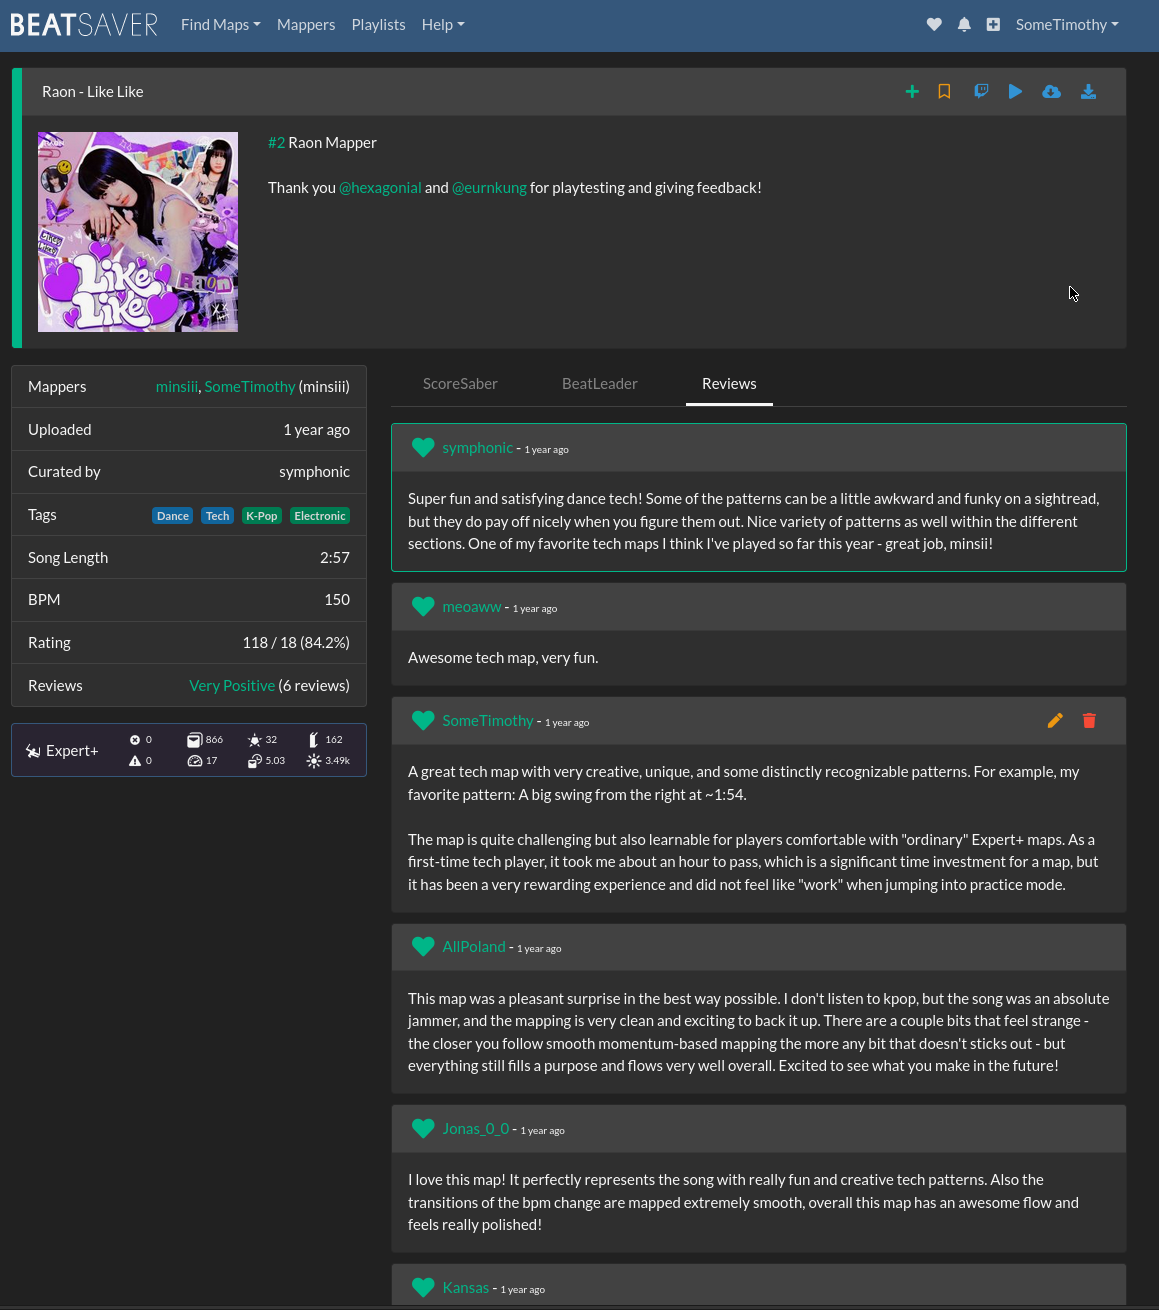 BEATSAVER Find Maps Mappers Playlists Help SomeTimothy
Raon - Like Like
#2 Raon Mapper
Thank you @hexagonial and @eurnkung for playtesting and giving feedback!
Like
Like
Raon
Mappers minsiii, SomeTimothy (minsiii)
Uploaded 1 year ago
Curated by symphonic
Tags Dance Tech K-Pop Electronic
Song Length 2:57
BPM 150
Rating 118 / 18 (84.2%)
Reviews Very Positive (6 reviews)
Expert+ 0 866 32 162
0 17 5.03 3.49k
ScoreSaber BeatLeader Reviews
symphonic - 1 year ago
Super fun and satisfying dance tech! Some of the patterns can be a little awkward and funky on a sightread,
but they do pay off nicely when you figure them out. Nice variety of patterns as well within the different
sections. One of my favorite tech maps I think I've played so far this year - great job, minsii!
meoaww - 1 year ago
Awesome tech map, very fun.
SomeTimothy - 1 year ago
A great tech map with very creative, unique, and some distinctly recognizable patterns. For example, my
favorite pattern: A big swing from the right at ~1:54.
The map is quite challenging but also learnable for players comfortable with "ordinary" Expert+ maps. As a
first-time tech player, it took me about an hour to pass, which is a significant time investment for a map, but
it has been a very rewarding experience and did not feel like "work" when jumping into practice mode.
AllPoland - 1 year ago
This map was a pleasant surprise in the best way possible. I don't listen to kpop, but the song was an absolute
jammer, and the mapping is very clean and exciting to back it up. There are a couple bits that feel strange -
the closer you follow smooth momentum-based mapping the more any bit that doesn't sticks out - but
everything still fills a purpose and flows very well overall. Excited to see what you make in the future!
Jonas_0_0 - 1 year ago
I love this map! It perfectly represents the song with really fun and creative tech patterns. Also the
transitions of the bpm change are mapped extremely smooth, overall this map has an awesome flow and
feels really polished!
Kansas - 1 year ago